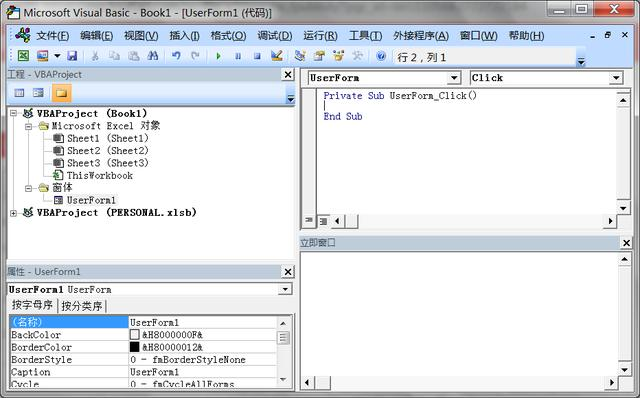 Microsoft Visual Basic - Book1 - [UserForm1 (代码)]
文件(F) 编辑(E) 视图(V) 插入(I) 格式(O) 调试(D) 运行(R) 工具(T) 外接程序(A) 窗口(W) 帮助(H)
行 2 , 列 1
工程 - VBAProject
VBAProject (Book1)
Microsoft Excel 对象
Sheet1 (Sheet1)
Sheet2 (Sheet2)
Sheet3 (Sheet3)
ThisWorkbook
窗体
UserForm1
VBAProject (PERSONAL.xlsb)
属性 - UserForm1
UserForm1 UserForm
按字母序 按分类序
(名称) UserForm1
BackColor &H8000000F&
BorderColor &H80000012&
BorderStyle 0 - fmBorderStyleNone
Caption UserForm1
Cycle 0 - fmCycleAllForms
UserForm Click
Private Sub UserForm_Click()
End Sub
立即窗口